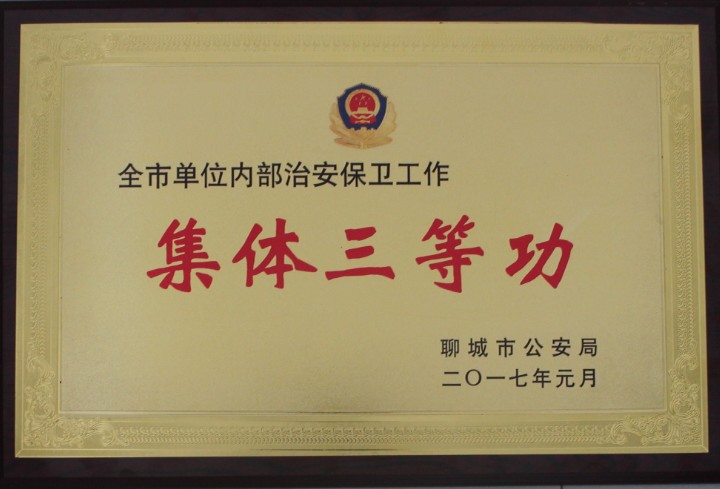 全市单位内部治安保卫工作
集体三等功
聊城市公安局
二〇一七年元月